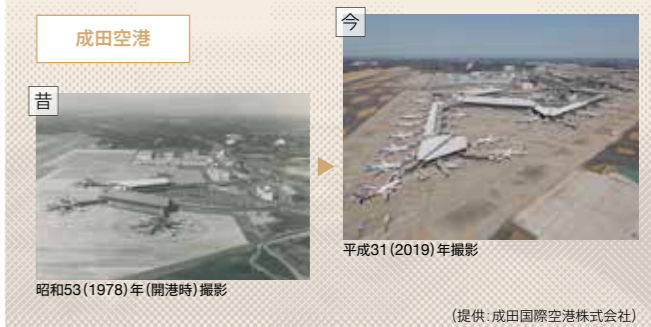 成田空港
昔
昭和53(1978)年(開港時)撮影
今
平成31(2019)年撮影
(提供:成田国際空港株式会社)